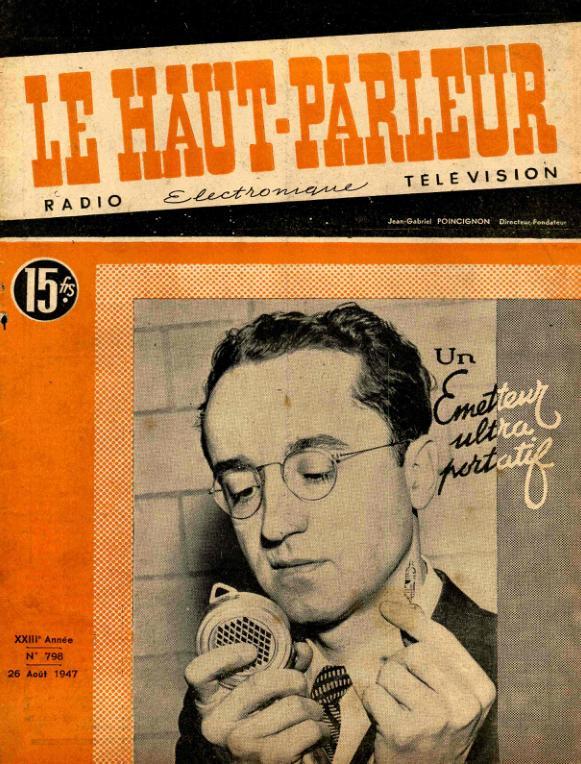 LE HAUT-PARLEUR
RADIO Electronique TELEVISION
Jean-Gabriel POINCIGNON Directeur-Fondateur
15 frs.
Un
Emetteur
ultra
portatif
XXIIIe Année
N° 798
26 Août 1947